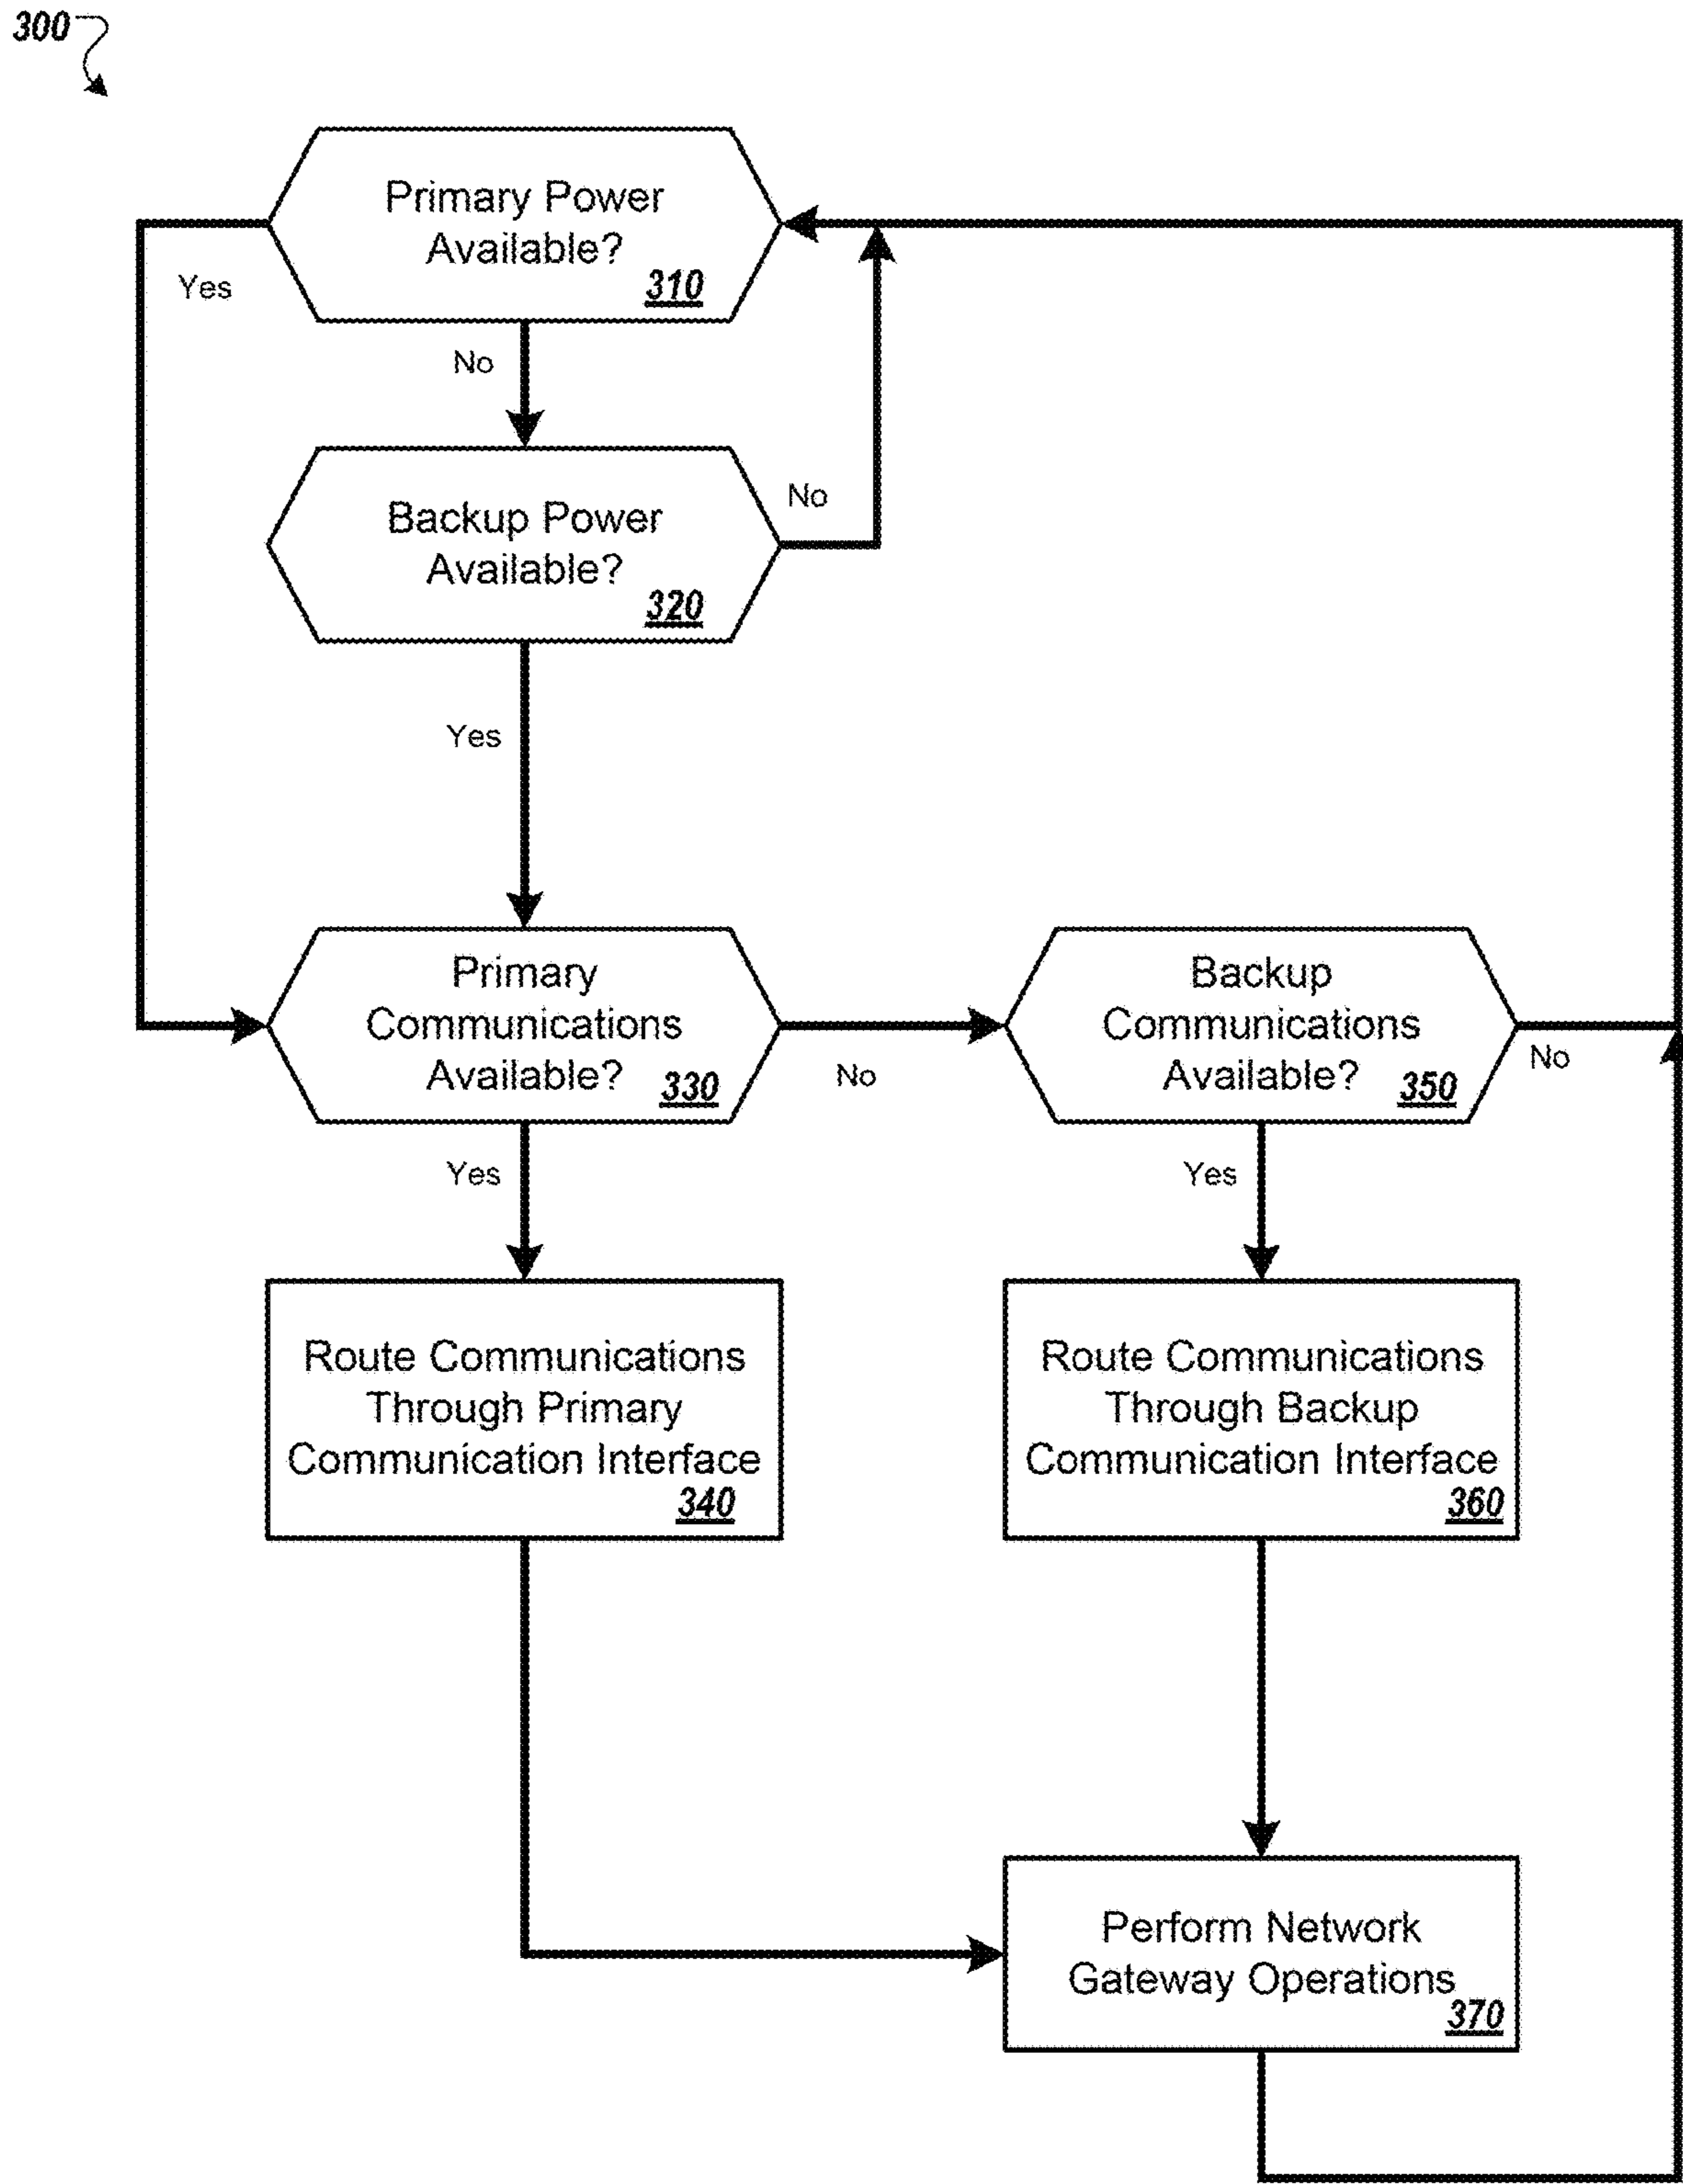 300
Primary Power
Available?
310
Yes
No
Backup Power
Available?
320
No
Yes
Primary
Communications
Available?
330
No
Backup
Communications
Available?
350
No
Yes
Yes
Route Communications
Through Primary
Communication Interface
340
Route Communications
Through Backup
Communication Interface
360
Perform Network
Gateway Operations
370